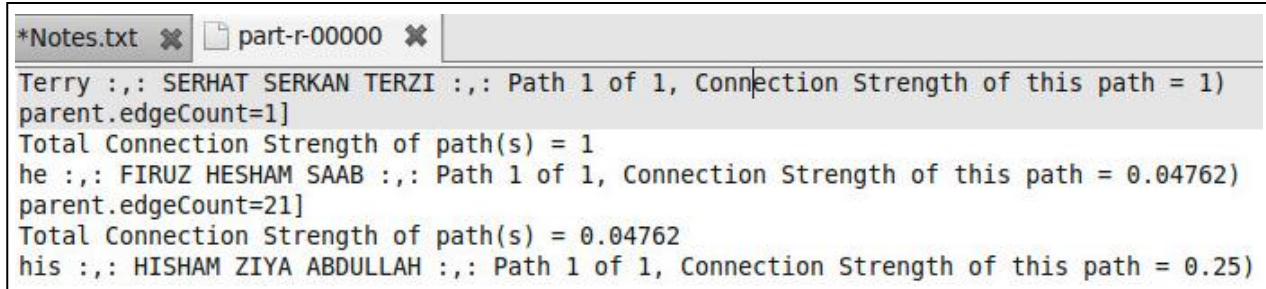 *Notes.txt part-r-00000
Terry :,: SERHAT SERKAN TERZI :,: Path 1 of 1, Connection Strength of this path = 1)
parent.edgeCount=1]
Total Connection Strength of path(s) = 1
he :,: FIRUZ HESHAM SAAB :,: Path 1 of 1, Connection Strength of this path = 0.04762)
parent.edgeCount=21]
Total Connection Strength of path(s) = 0.04762
his :,: HISHAM ZIYA ABDULLAH :,: Path 1 of 1, Connection Strength of this path = 0.25)